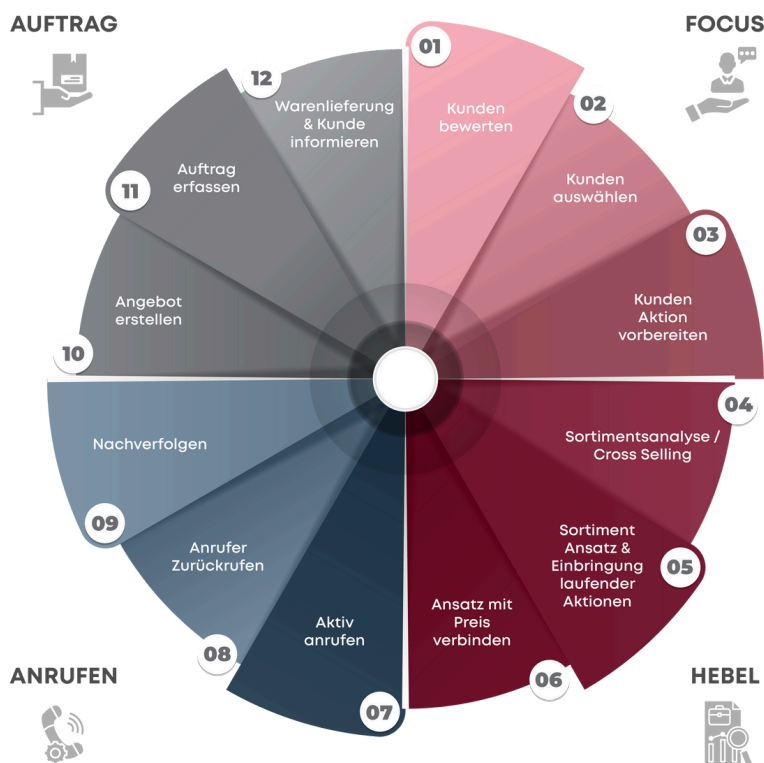 AUFTRAG
FOCUS
01
Kunden
bewerten
02
Kunden
auswählen
03
Kunden
Aktion
vorbereiten
04
Sortimentsanalyse /
Cross Selling
05
Sortiment
Ansatz &
Einbringung
laufender
Aktionen
06
Ansatz mit
Preis
verbinden
07
Aktiv
anrufen
08
Anrufer
Zurückrufen
09
Nachverfolgen
10
Angebot
erstellen
11
Auftrag
erfassen
12
Warenlieferung
& Kunde
informieren
ANRUFEN
HEBEL